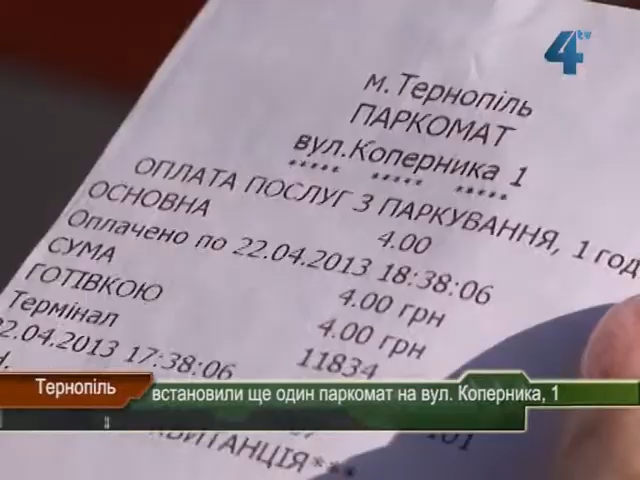 4 tv
м.Тернопіль
ПАРКОМАТ
вул.Коперника 1
***** ***** *****
ОПЛАТА ПОСЛУГ З ПАРКУВАННЯ, 1 год
ОСНОВНА 4.00
Оплачено по 22.04.2013 18:38:06
СУМА 4.00 грн
ГОТІВКОЮ 4.00 грн
Термінал 11834
22.04.2013 17:38:06
Тернопіль встановили ще один паркомат на вул. Коперника, 1
КВИТАНЦІЯ***